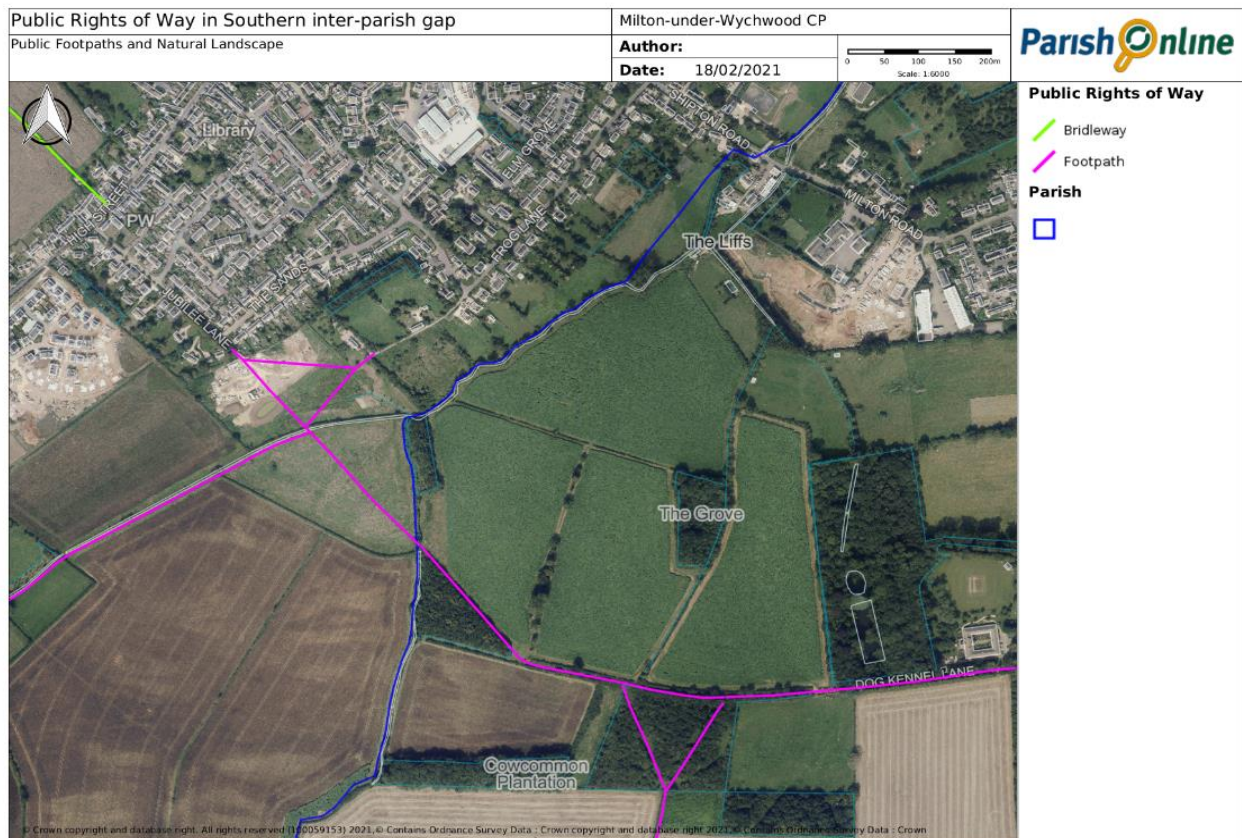 Public Rights of Way in Southern inter-parish gap
Milton-under-Wychwood CP
Parish Online
Public Footpaths and Natural Landscape
Author:
Date: 18/02/2021
0 50 100 150 200m
Scale: 1:6000
Public Rights of Way
Bridleway
Footpath
Parish
Library
SHIPTON ROAD
ELM GROVE
HIGH STREET
PW
MILTON ROAD
FROG LANE
The Liffs
THE SANDS
JUBILEE LANE
The Grove
DOG KENNEL LANE
Cowcommon
Plantation
© Crown copyright and database right. All rights reserved (100059153) 2021,© Contains Ordnance Survey Data : Crown copyright and database right 2021,© Contains Ordnance Survey Data : Crown